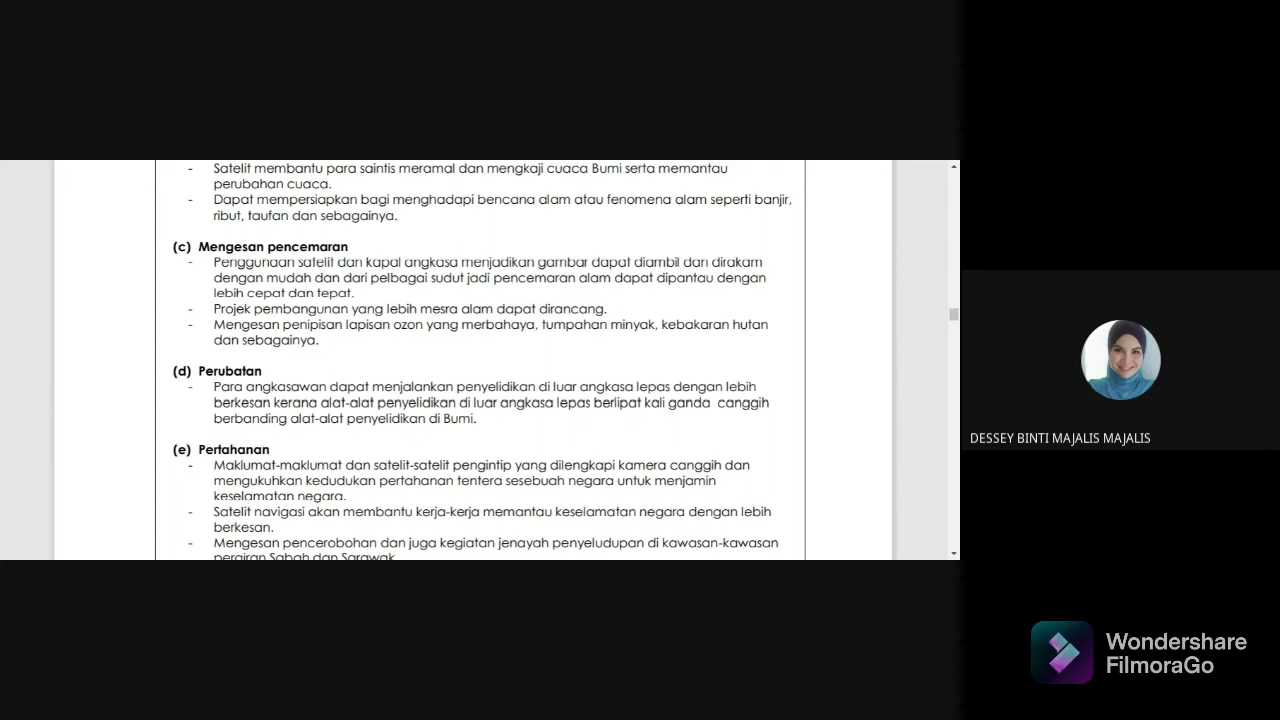 - Satelit membantu para saintis meramal dan mengkaji cuaca Bumi serta memantau
perubahan cuaca.
- Dapat mempersiapkan bagi menghadapi bencana alam atau fenomena alam seperti banjir,
ribut, taufan dan sebagainya.
(c) Mengesan pencemaran
- Penggunaan satelit dan kapal angkasa menjadikan gambar dapat diambil dan dirakam
dengan mudah dan dari pelbagai sudut jadi pencemaran alam dapat dipantau dengan
lebih cepat dan tepat.
- Projek pembangunan yang lebih mesra alam dapat dirancang.
- Mengesan penipisan lapisan ozon yang merbahaya, tumpahan minyak, kebakaran hutan
dan sebagainya.
(d) Perubatan
- Para angkasawan dapat menjalankan penyelidikan di luar angkasa lepas dengan lebih
berkesan kerana alat-alat penyelidikan di luar angkasa lepas berlipat kali ganda canggih
berbanding alat-alat penyelidikan di Bumi.
(e) Pertahanan
- Maklumat-maklumat dan satelit-satelit pengintip yang dilengkapi kamera canggih dan
mengukuhkan kedudukan pertahanan tentera sesebuah negara untuk menjamin
keselamatan negara.
- Satelit navigasi akan membantu kerja-kerja memantau keselamatan negara dengan lebih
berkesan.
- Mengesan pencerobohan dan juga kegiatan jenayah penyeludupan di kawasan-kawasan
perairan Sabah dan Sarawak
DESSEY BINTI MAJALIS MAJALIS
Wondershare
FilmoraGo